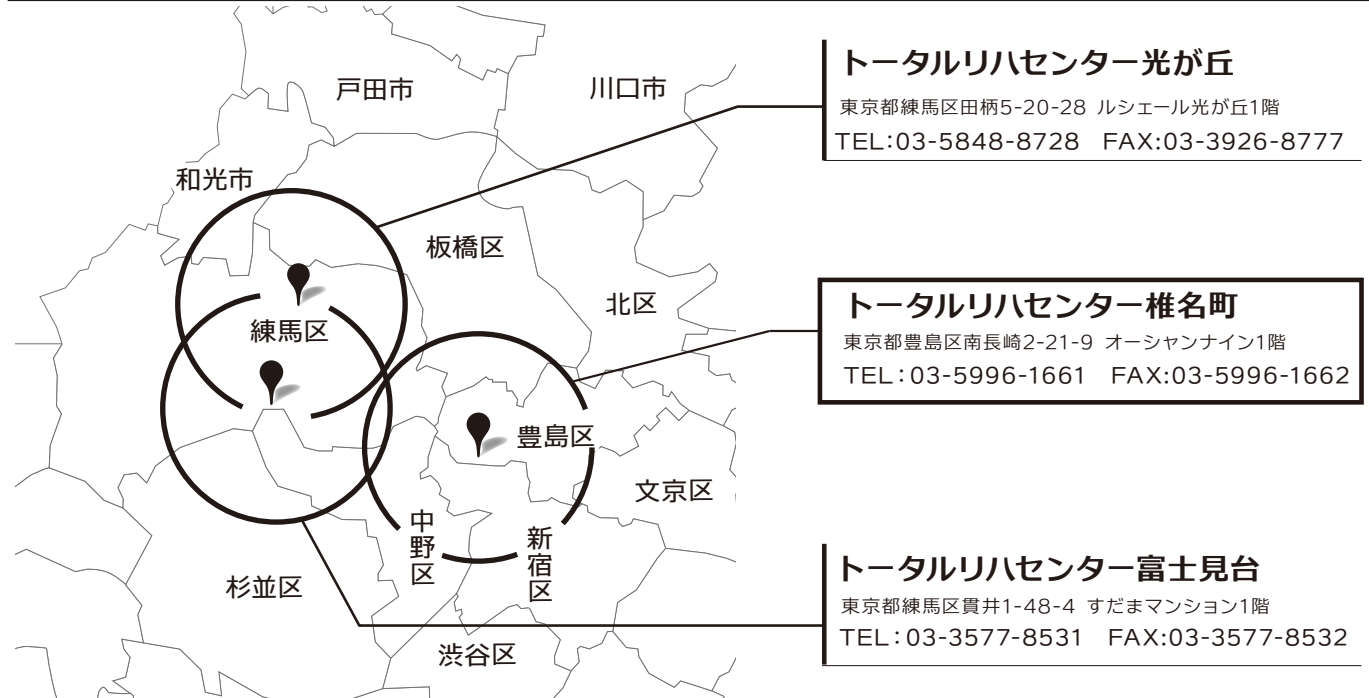 戸田市
川口市
和光市
板橋区
北区
練馬区
豊島区
文京区
中野区
新宿区
杉並区
渋谷区
トータルリハセンター光が丘
東京都練馬区田柄5-20-28 ルシェール光が丘1階
TEL:03-5848-8728 FAX:03-3926-8777
トータルリハセンター椎名町
東京都豊島区南長崎2-21-9 オーシャンナイン1階
TEL:03-5996-1661 FAX:03-5996-1662
トータルリハセンター富士見台
東京都練馬区貫井1-48-4 すだまマンション1階
TEL:03-3577-8531 FAX:03-3577-8532